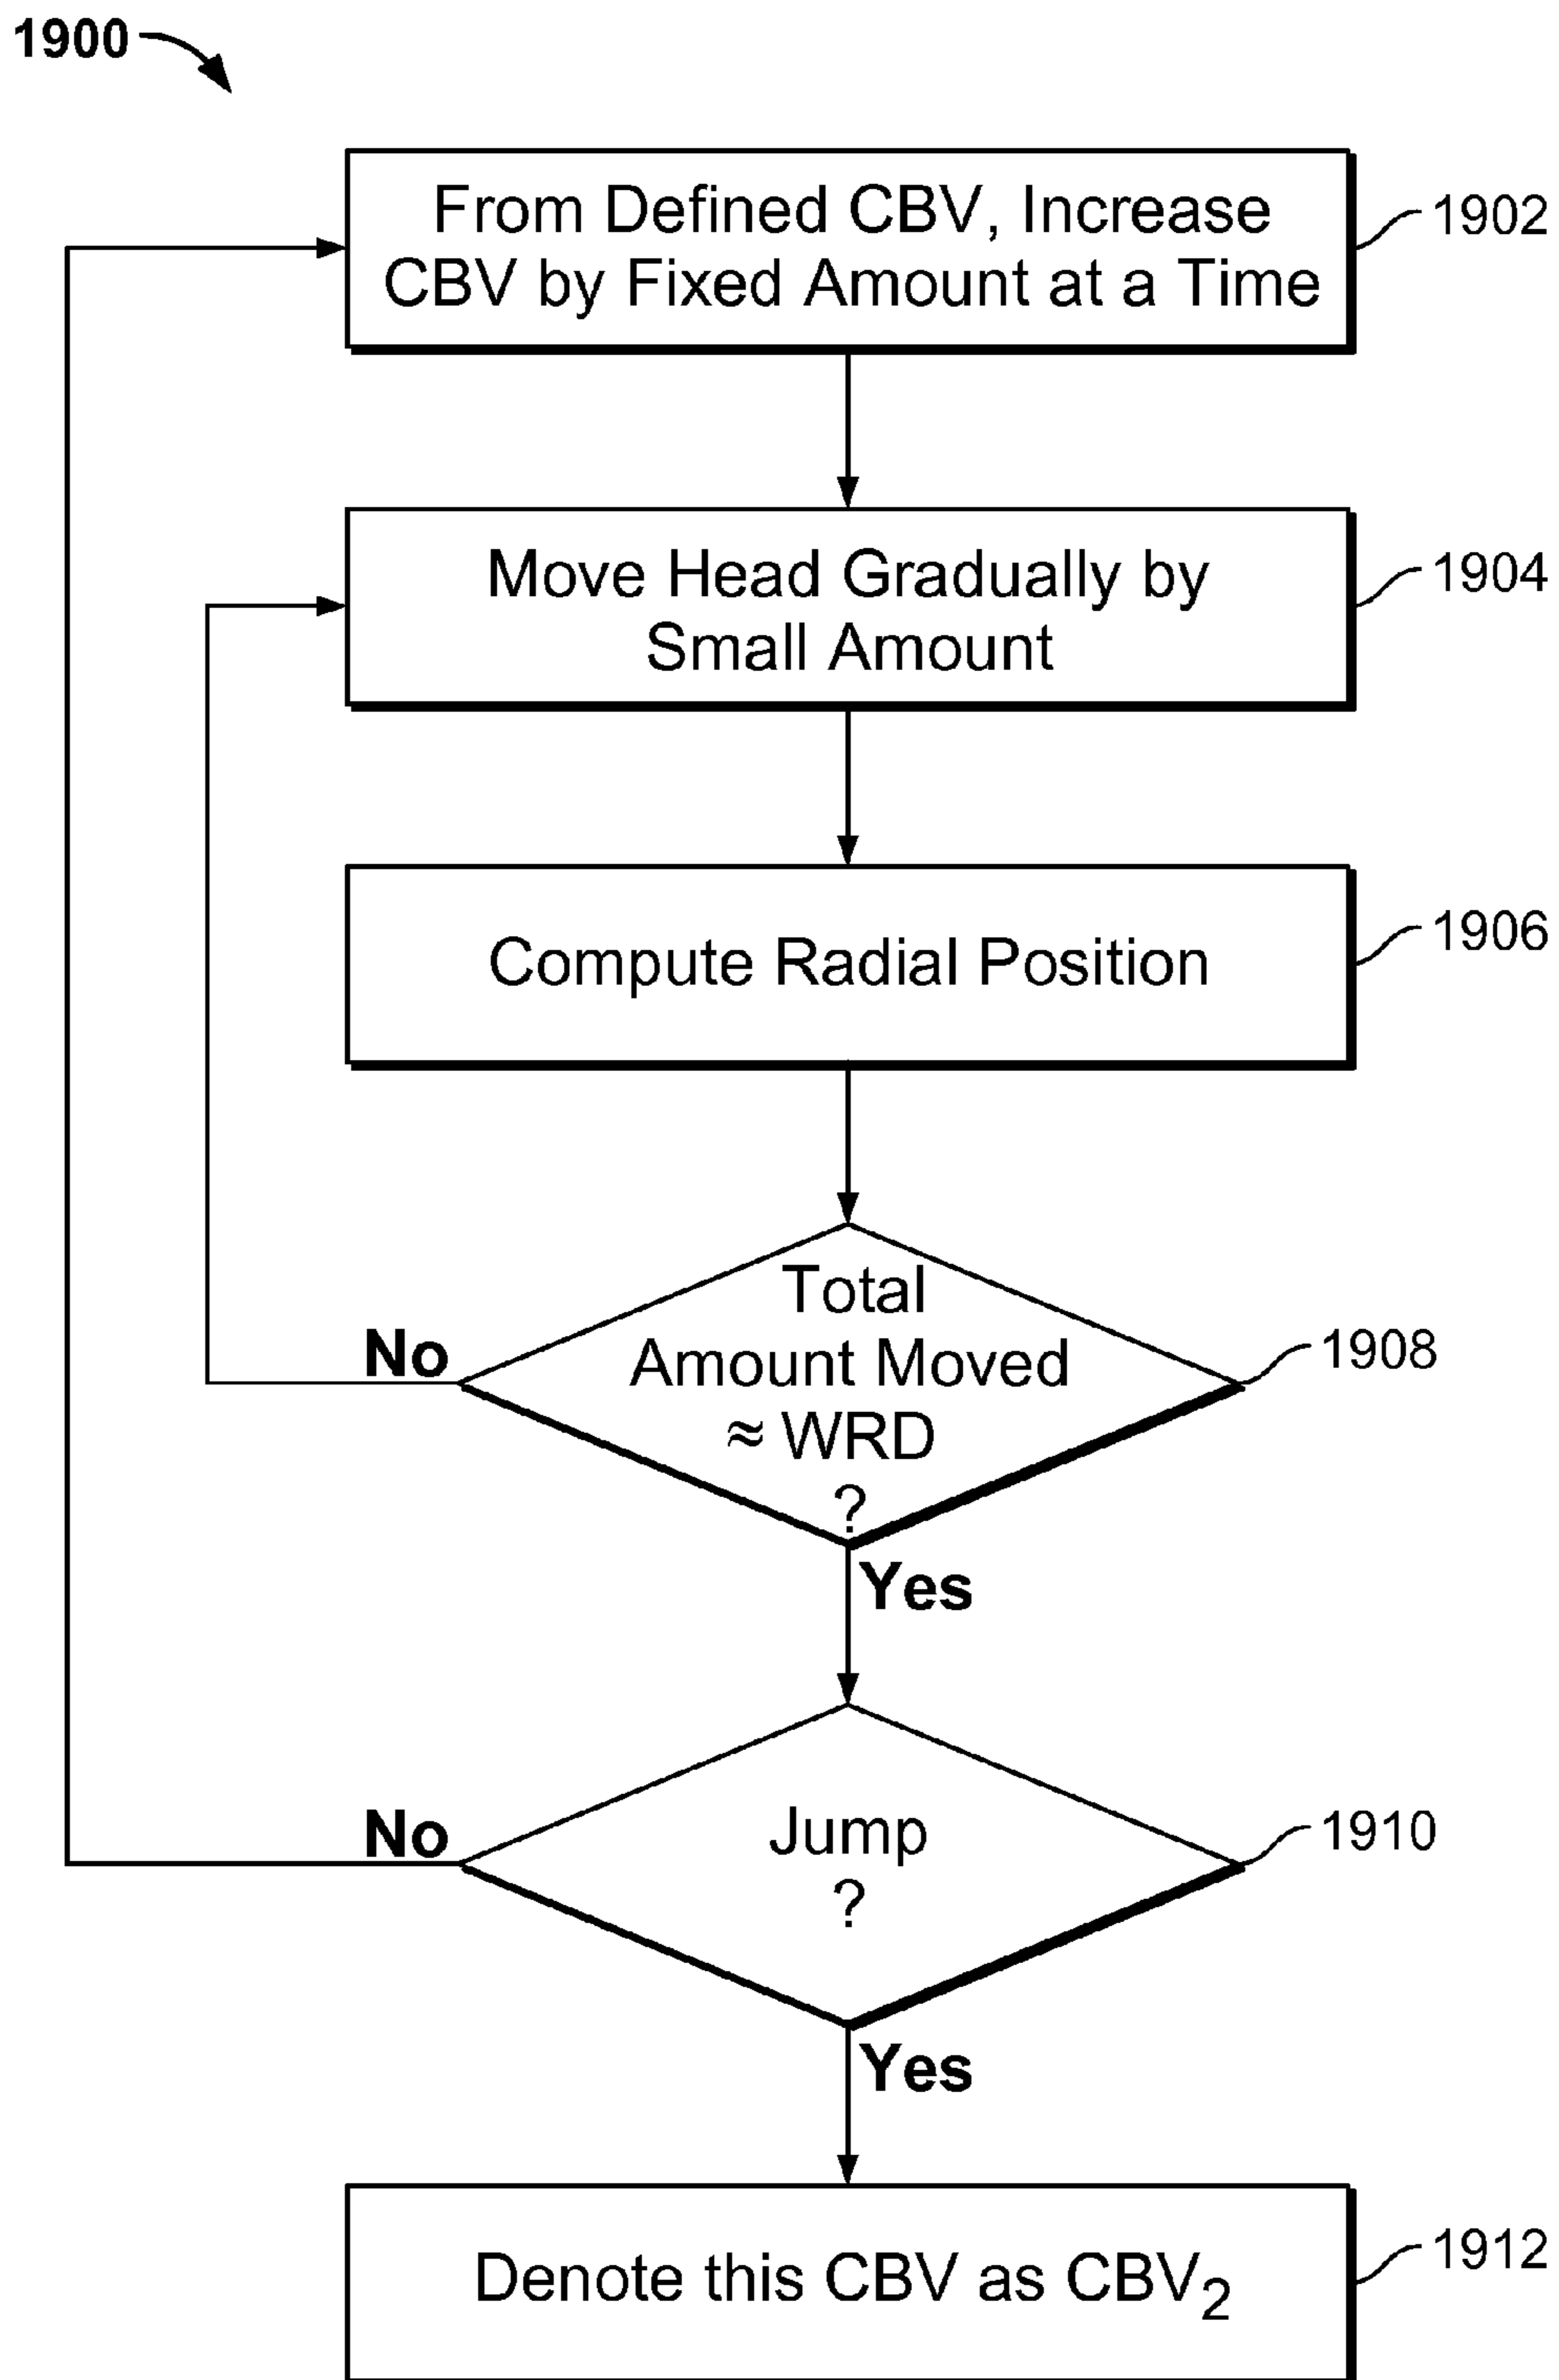 1900
From Defined CBV, Increase
CBV by Fixed Amount at a Time
1902
Move Head Gradually by
Small Amount
1904
Compute Radial Position
1906
Total
Amount Moved
≈ WRD
?
1908
No
Yes
Jump
?
1910
No
Yes
Denote this CBV as CBV₂
1912